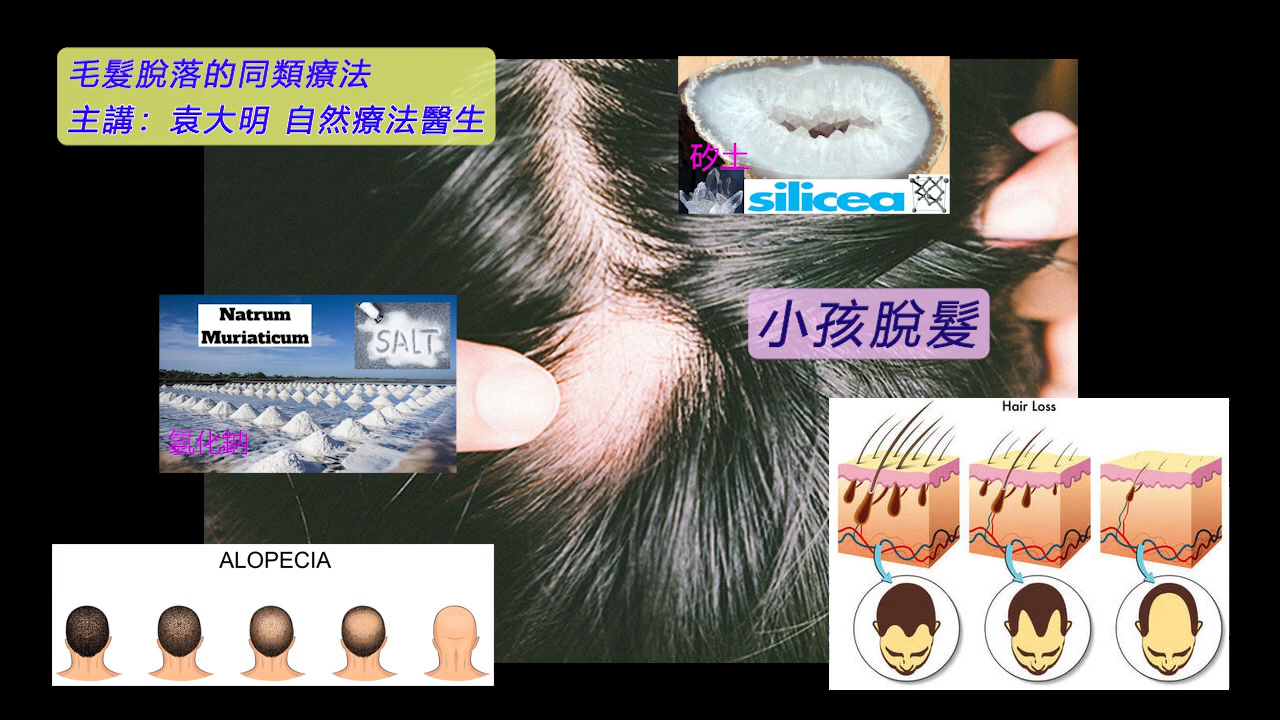 毛髮脫落的同類療法
主講：袁大明 自然療法醫生
矽土
silicea
Natrum
Muriaticum
SALT
氯化鈉
小孩脫髮
Hair Loss
ALOPECIA